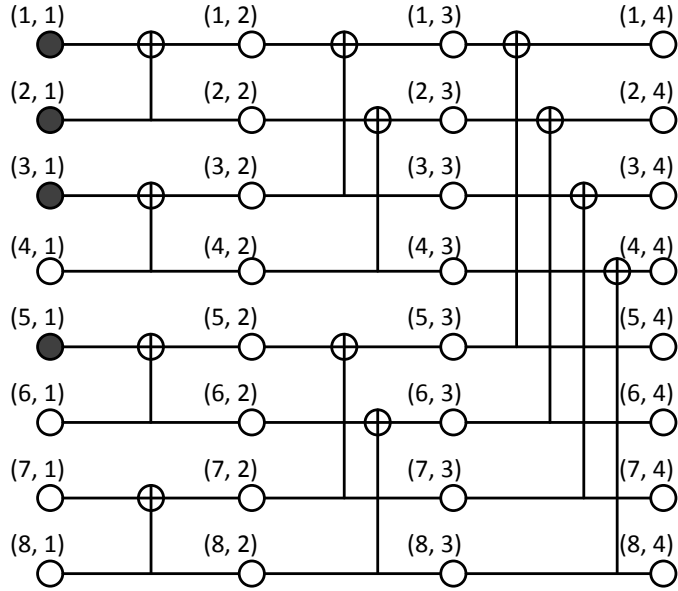 (1, 1) (1, 2) (1, 3) (1, 4)
(2, 1) (2, 2) (2, 3) (2, 4)
(3, 1) (3, 2) (3, 3) (3, 4)
(4, 1) (4, 2) (4, 3) (4, 4)
(5, 1) (5, 2) (5, 3) (5, 4)
(6, 1) (6, 2) (6, 3) (6, 4)
(7, 1) (7, 2) (7, 3) (7, 4)
(8, 1) (8, 2) (8, 3) (8, 4)